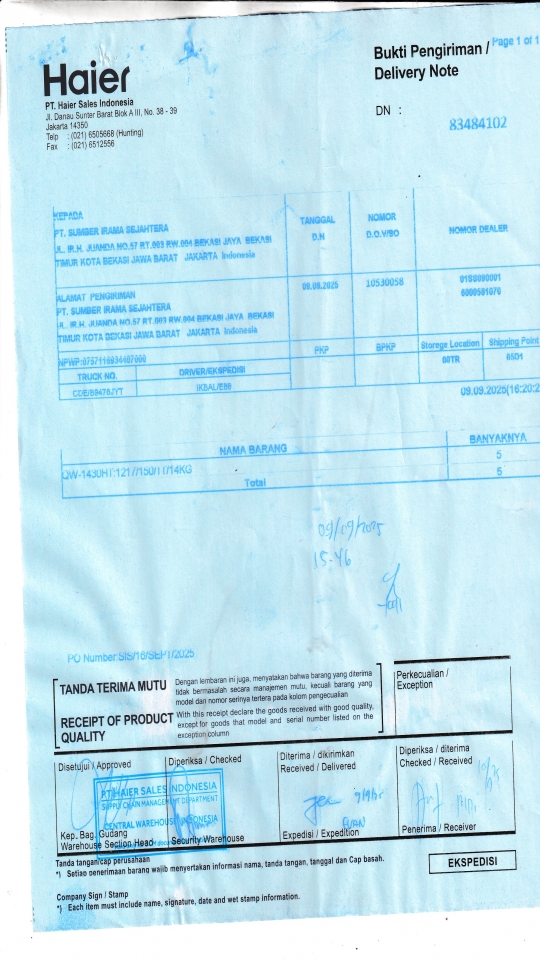 Page 1 of 1
Haier
Bukti Pengiriman /
Delivery Note
PT. Haier Sales Indonesia
Jl. Danau Sunter Barat Blok A III, No. 38 - 39
Jakarta 14350
Telp : (021) 6505668 (Hunting)
Fax : (021) 6512556
DN : 83484102
KEPADA
PT. SUMBER IRAMA SEJAHTERA
JL. IR.H. JUANDA NO.57 RT.003 RW.004 BEKASI JAYA BEKASI
TIMUR KOTA BEKASI JAWA BARAT JAKARTA Indonesia
TANGGAL
D.N
NOMOR
D.O./BO
NOMOR DEALER
ALAMAT PENGIRIMAN
PT. SUMBER IRAMA SEJAHTERA
JL. IR.H. JUANDA NO.57 RT.003 RW.004 BEKASI JAYA BEKASI
TIMUR KOTA BEKASI JAWA BARAT JAKARTA Indonesia
09.09.2025
10530058
PKP
BPKP
Storege Location
Shipping Point
TRUCK NO.
DRIVER/EKSPEDISI
09.09.2025(16:20:2
NAMA BARANG
BANYAKNYA
QW-1430HT:1217/150/TT/14KG
5
Total
5
09/09/2025
15-46
PO Number:SIS/16/SEPT/2025
TANDA TERIMA MUTU
Dengan lembaran ini juga, menyatakan bahwa barang yang diterima
tidak bermasalah secara manajemen mutu, kecuali barang yang
model dan nomor serinya tertera pada kolom pengecualian
RECEIPT OF PRODUCT
QUALITY
With this receipt declare the goods received with good quality,
except for goods that model and serial number listed on the
exception column
Perkecualian /
Exception
Disetujui / Approved
Diperiksa / Checked
Diterima / dikirimkan
Received / Delivered
Diperiksa / diterima
Checked / Received
PT.HAIER SALES INDONESIA
SUPPLY CHAIN MANAGEMENT DEPARTMENT
CENTRAL WAREHOUSE INDONESIA
Kep. Bag. Gudang
Warehouse Section Head
Security Warehouse
Expedisi / Expedition
Penerima / Receiver
Tanda tangan/cap perusahaan
*) Setiap penerimaan barang wajib menyertakan informasi nama, tanda tangan, tanggal dan Cap basah.
EKSPEDISI
Company Sign / Stamp
*) Each item must include name, signature, date and wet stamp information.